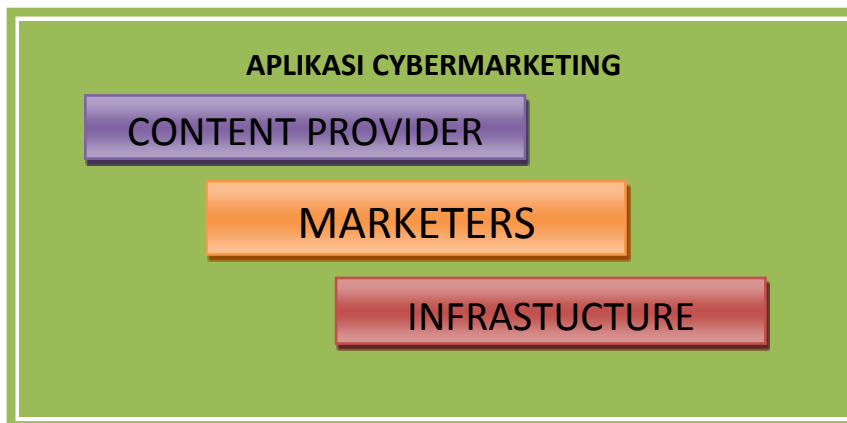 APLIKASI CYBERMARKETING
CONTENT PROVIDER
MARKETERS
INFRASTUCTURE